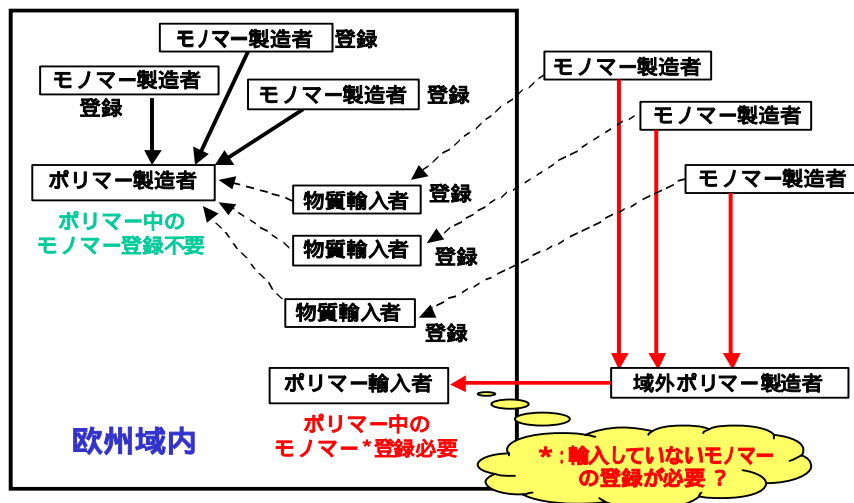 モノマー製造者 登録
モノマー製造者
登録
モノマー製造者 登録
モノマー製造者
モノマー製造者
モノマー製造者
ポリマー製造者
ポリマー中の
モノマー登録不要
物質輸入者
登録
物質輸入者
登録
物質輸入者
登録
ポリマー輸入者
域外ポリマー製造者
ポリマー中の
モノマー*登録必要
欧州域内
*:輸入していないモノマー
の登録が必要?